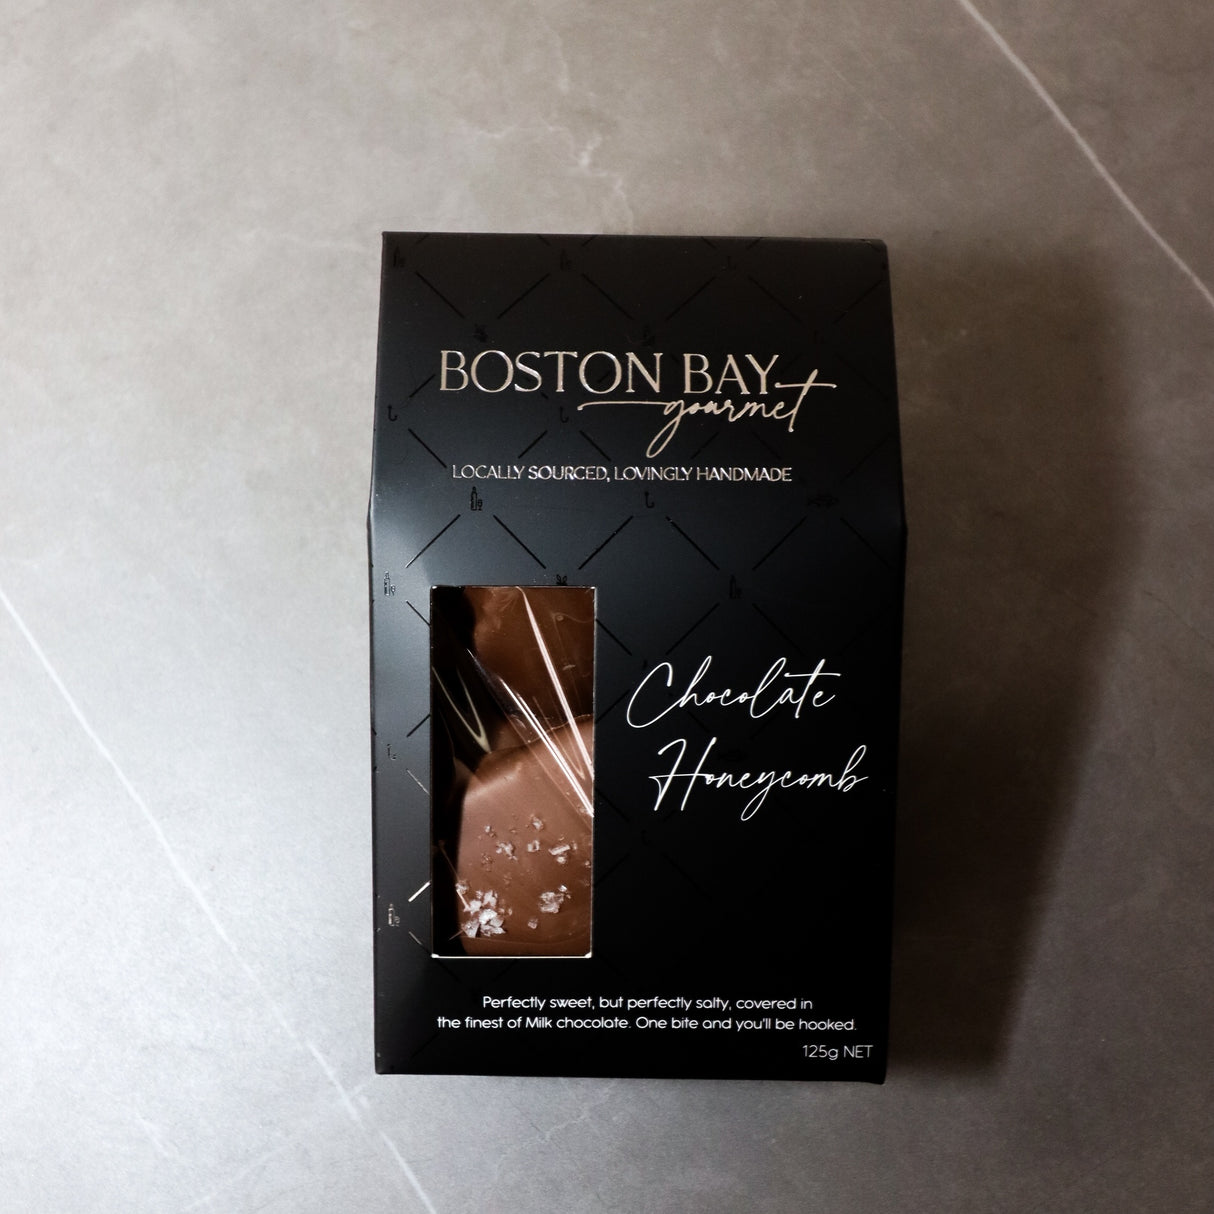 BOSTON BAY
gourmet
LOCALLY SOURCED, LOVINGLY HANDMADE
Chocolate
Honeycomb
Perfectly sweet, but perfectly salty, covered in
the finest of Milk chocolate. One bite and you'll be hooked.
125g NET